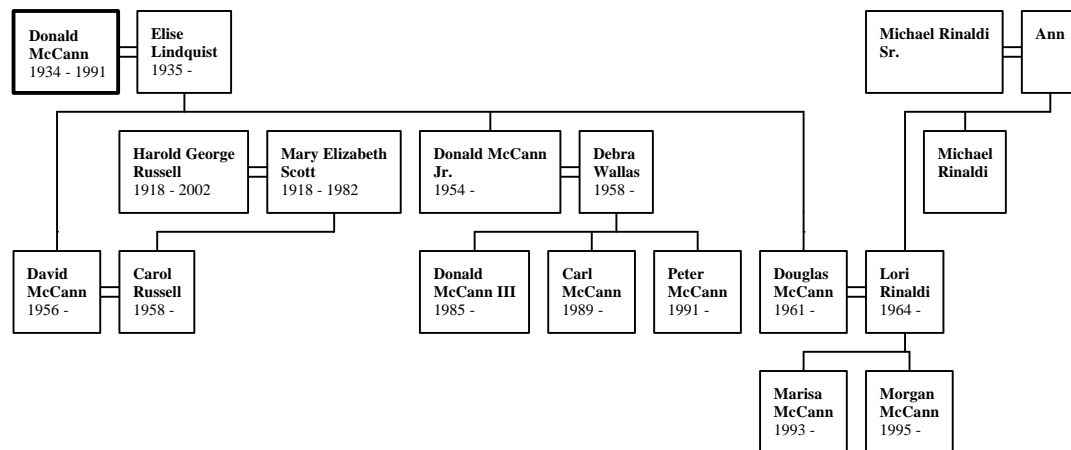 Donald
McCann
1934 - 1991
Elise
Lindquist
1935 -
Michael Rinaldi
Sr.
Ann
Harold George
Russell
1918 - 2002
Mary Elizabeth
Scott
1918 - 1982
Donald McCann
Jr.
1954 -
Debra
Wallas
1958 -
Michael
Rinaldi
David
McCann
1956 -
Carol
Russell
1958 -
Donald
McCann III
1985 -
Carl
McCann
1989 -
Peter
McCann
1991 -
Douglas
McCann
1961 -
Lori
Rinaldi
1964 -
Marisa
McCann
1993 -
Morgan
McCann
1995 -